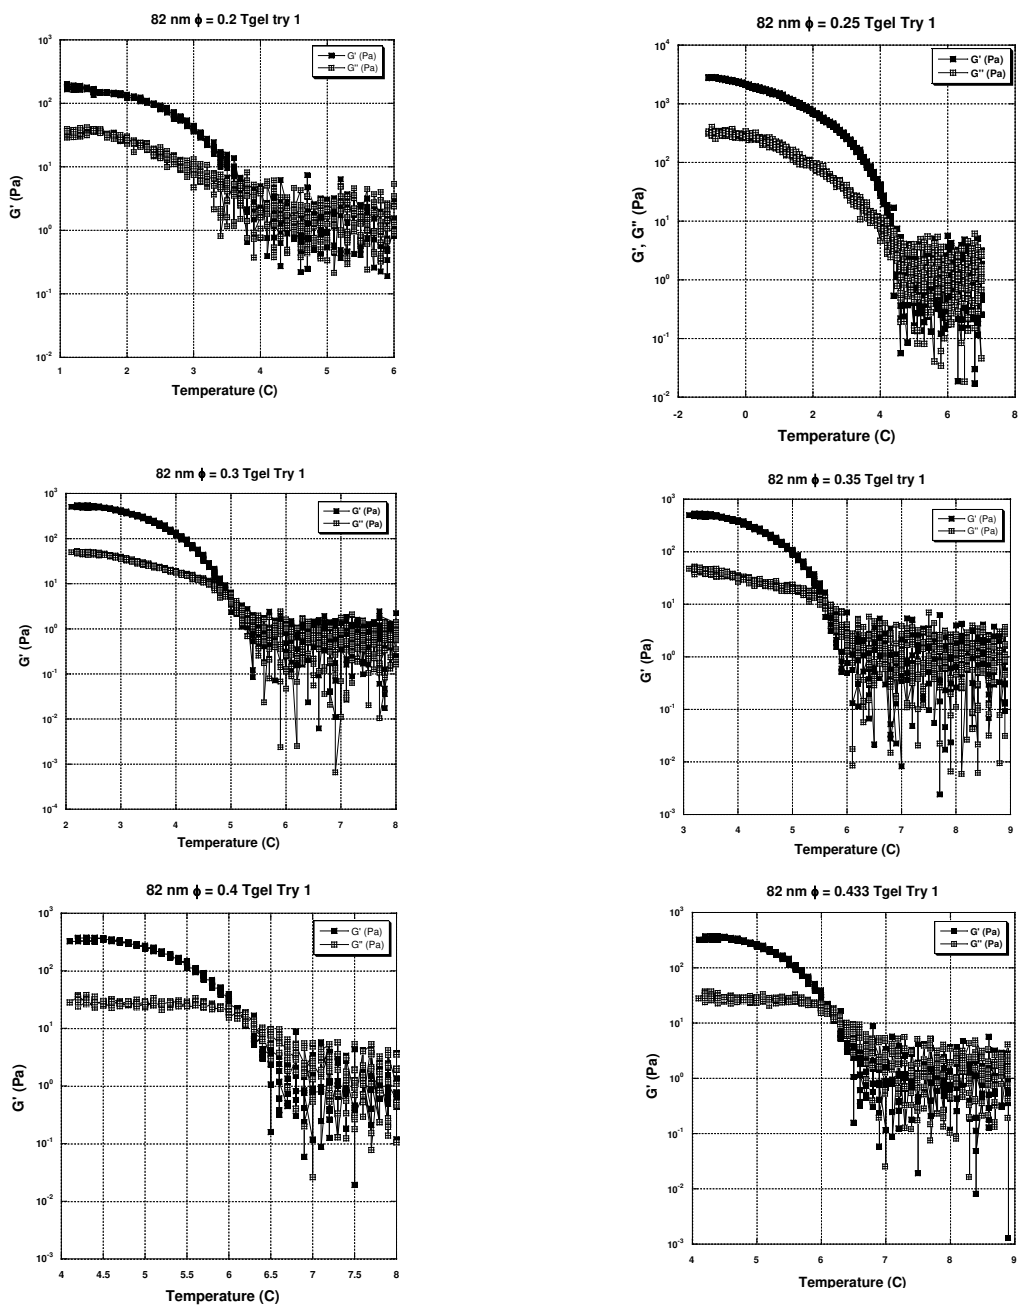 82 nm ϕ = 0.2 Tgel try 1
G' (Pa)
G'' (Pa)
10³
10²
10¹
10⁰
10⁻¹
10⁻²
G' (Pa)
1 2 3 4 5 6
Temperature (C)
82 nm ϕ = 0.25 Tgel Try 1
G' (Pa)
G'' (Pa)
10⁴
10³
10²
10¹
10⁰
10⁻¹
10⁻²
G', G'' (Pa)
-2 0 2 4 6 8
Temperature (C)
82 nm ϕ = 0.3 Tgel Try 1
G' (Pa)
G'' (Pa)
10³
10²
10¹
10⁰
10⁻¹
10⁻²
10⁻³
10⁻⁴
G' (Pa)
2 3 4 5 6 7 8
Temperature (C)
82 nm ϕ = 0.35 Tgel try 1
G' (Pa)
G'' (Pa)
10³
10²
10¹
10⁰
10⁻¹
10⁻²
10⁻³
G' (Pa)
3 4 5 6 7 8 9
Temperature (C)
82 nm ϕ = 0.4 Tgel Try 1
G' (Pa)
G'' (Pa)
10³
10²
10¹
10⁰
10⁻¹
10⁻²
10⁻³
G' (Pa)
4 4.5 5 5.5 6 6.5 7 7.5 8
Temperature (C)
82 nm ϕ = 0.433 Tgel Try 1
G' (Pa)
G'' (Pa)
10³
10²
10¹
10⁰
10⁻¹
10⁻²
10⁻³
G' (Pa)
4 5 6 7 8 9
Temperature (C)